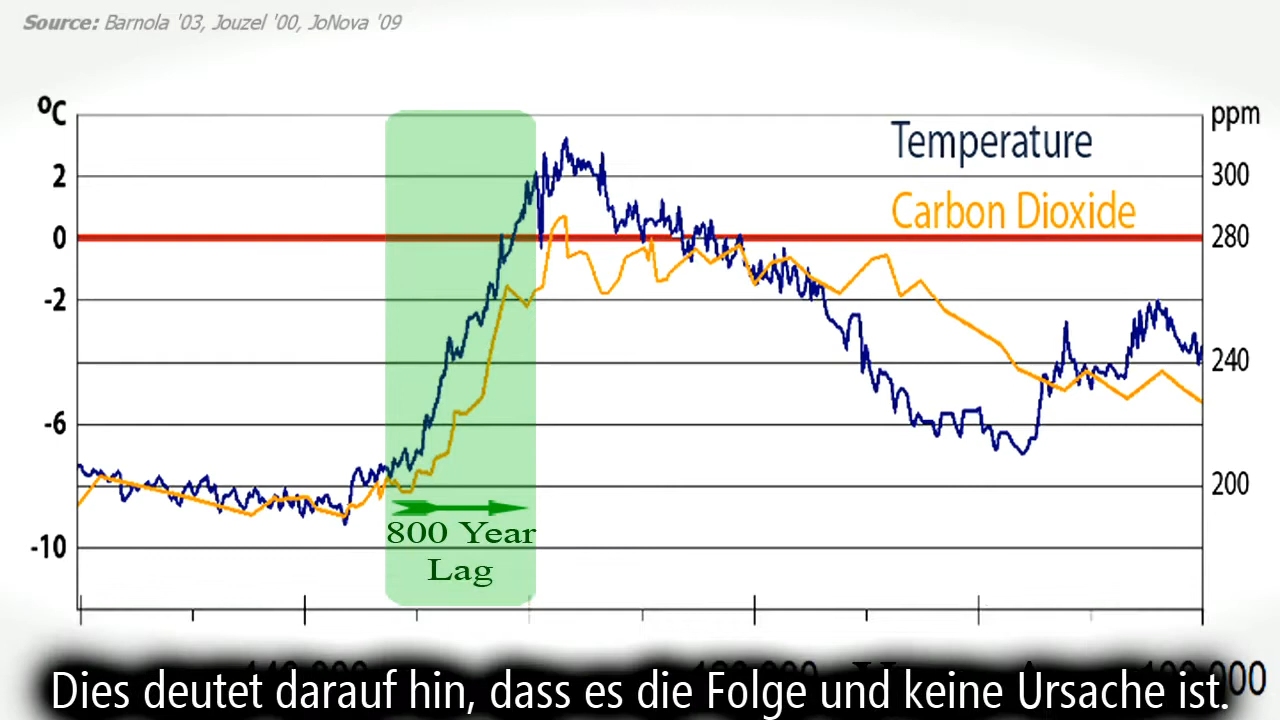 Source: Barnola '03, Jouzel '00, JoNova '09
ºC
ppm
Temperature
2
300
Carbon Dioxide
0
280
-2
240
-6
200
800 Year
Lag
-10
Dies deutet darauf hin, dass es die Folge und keine Ursache ist.